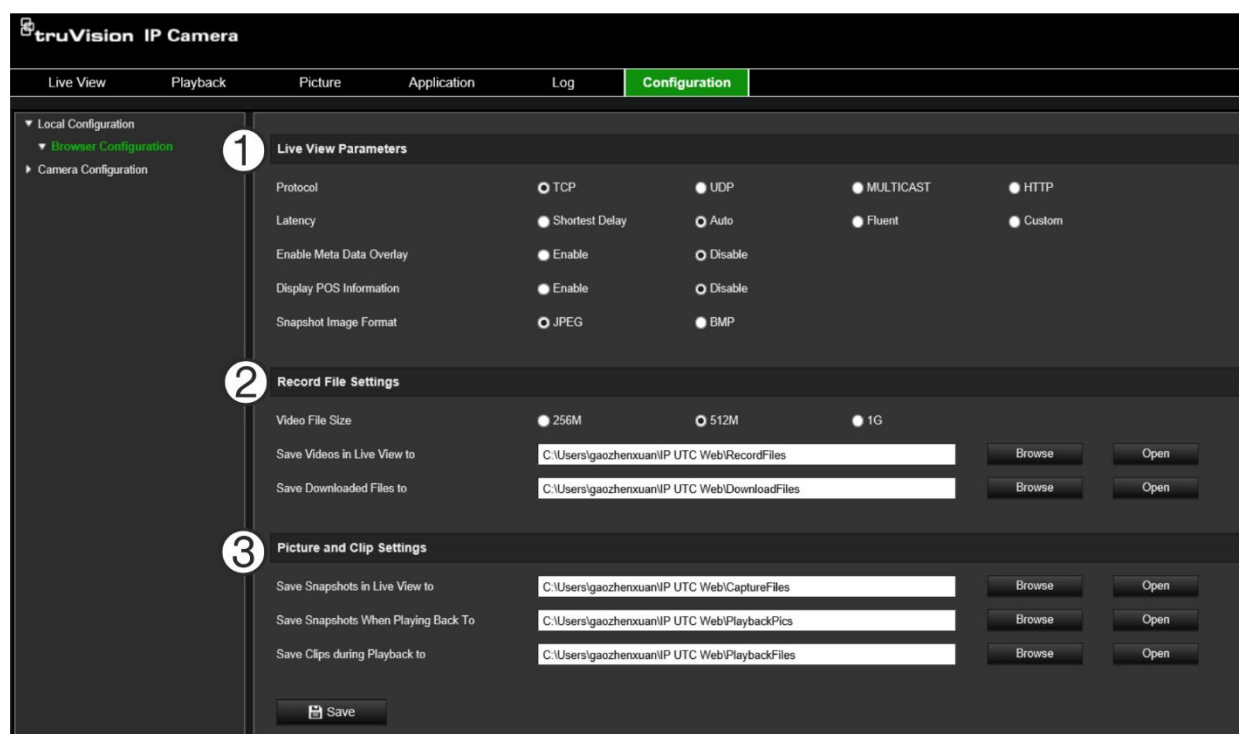 truVision IP Camera
Live View Playback Picture Application Log Configuration
Local Configuration
Browser Configuration
Camera Configuration
1 Live View Parameters
Protocol TCP UDP MULTICAST HTTP
Latency Shortest Delay Auto Fluent Custom
Enable Meta Data Overlay Enable Disable
Display POS Information Enable Disable
Snapshot Image Format JPEG BMP
2 Record File Settings
Video File Size 256M 512M 1G
Save Videos in Live View to C:\Users\gaozhenxuan\IP UTC Web\RecordFiles Browse Open
Save Downloaded Files to C:\Users\gaozhenxuan\IP UTC Web\DownloadFiles Browse Open
3 Picture and Clip Settings
Save Snapshots in Live View to C:\Users\gaozhenxuan\IP UTC Web\CaptureFiles Browse Open
Save Snapshots When Playing Back To C:\Users\gaozhenxuan\IP UTC Web\PlaybackPics Browse Open
Save Clips during Playback to C:\Users\gaozhenxuan\IP UTC Web\PlaybackFiles Browse Open
Save